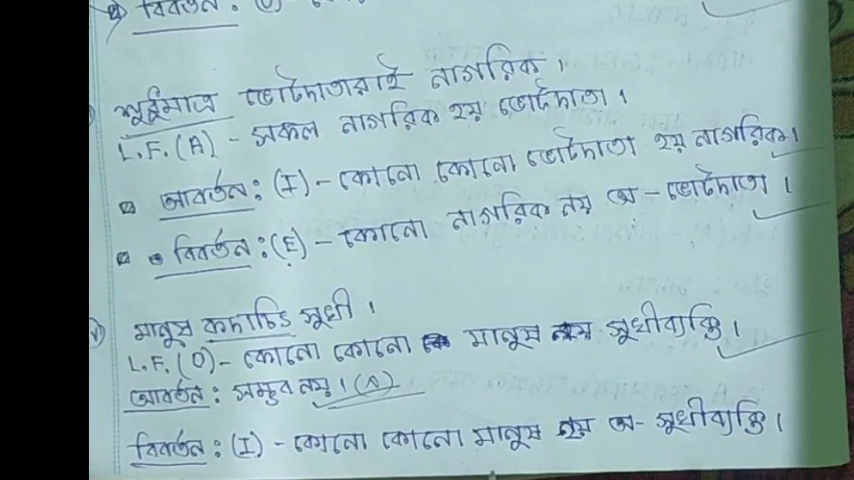 বিবর্তন : 
শুধুমাত্র ভোটদাতারাই নাগরিক ।
L.F. (A) - সকল নাগরিক হয় ভোটদাতা ।
আবর্তন : (I) - কোনো কোনো ভোটদাতা হয় নাগরিক ।
বিবর্তন : (E) - কোনো নাগরিক নয় অ - ভোটদাতা ।
মানুষ কদাচিৎ সুখী ।
L.F. (O) - কোনো কোনো মানুষ নয় সুখীব্যক্তি ।
আবর্তন : সম্ভব নয় । (A)
বিবর্তন : (I) - কোনো কোনো মানুষ হয় অ - সুখীব্যক্তি ।